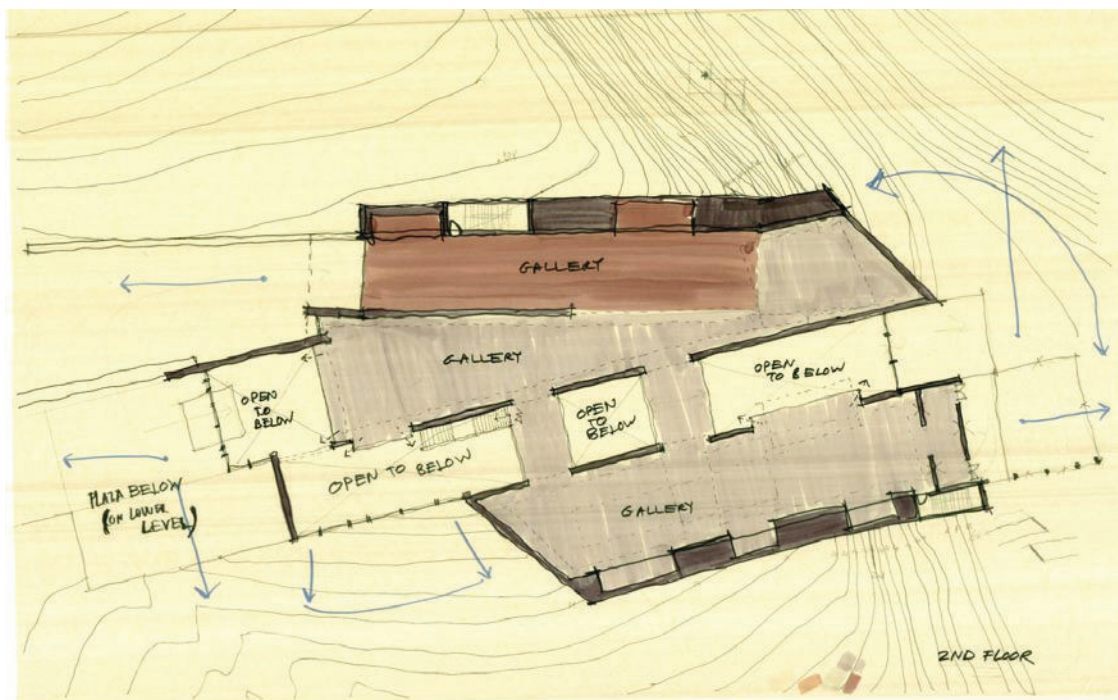 GALLERY
GALLERY
OPEN
TO
BELOW
OPEN
TO
BELOW
OPEN
TO BELOW
OPEN TO BELOW
PLAZA BELOW
(ON LOWER
LEVEL)
GALLERY
2ND FLOOR